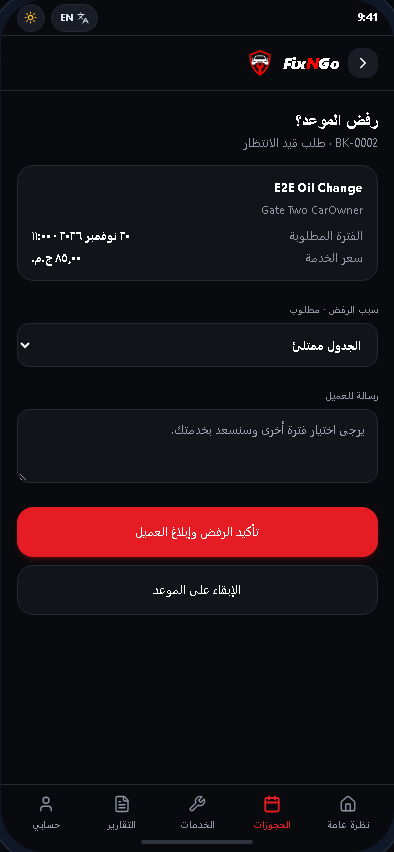 9:41
EN
FixNGo
رفض الموعد؟
BK-0002 · طلب قيد الانتظار
E2E Oil Change
Gate Two CarOwner
الفترة المطلوبة
٢٠ نوفمبر ٢٠٢٦ · ١١:٠٠
سعر الخدمة
٨٥٫٠٠ ج.م.
سبب الرفض · مطلوب
الجدول ممتلئ
رسالة للعميل
يرجى اختيار فترة أخرى وسنسعد بخدمتك.
تأكيد الرفض وإبلاغ العميل
الإبقاء على الموعد
نظرة عامة
الحجوزات
الخدمات
التقارير
حسابي